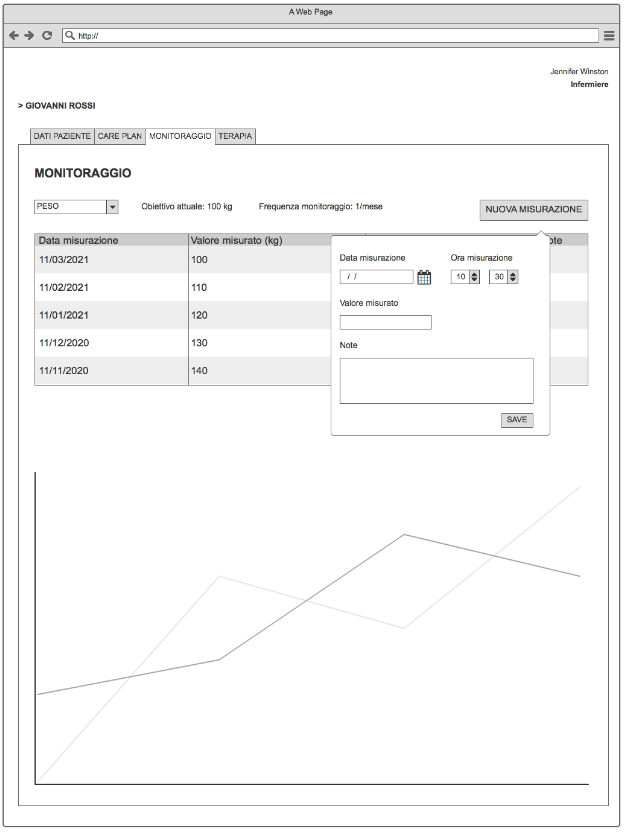 A Web Page
http://
Jennifer Winston
Infermiere
> GIOVANNI ROSSI
DATI PAZIENTE CARE PLAN MONITORAGGIO TERAPIA
MONITORAGGIO
PESO Obiettivo attuale: 100 kg Frequenza monitoraggio: 1/mese NUOVA MISURAZIONE
Data misurazione Valore misurato (kg)
11/03/2021 100
11/02/2021 110
11/01/2021 120
11/12/2020 130
11/11/2020 140
Data misurazione Ora misurazione
/ / 10 30
Valore misurato
Note
SAVE